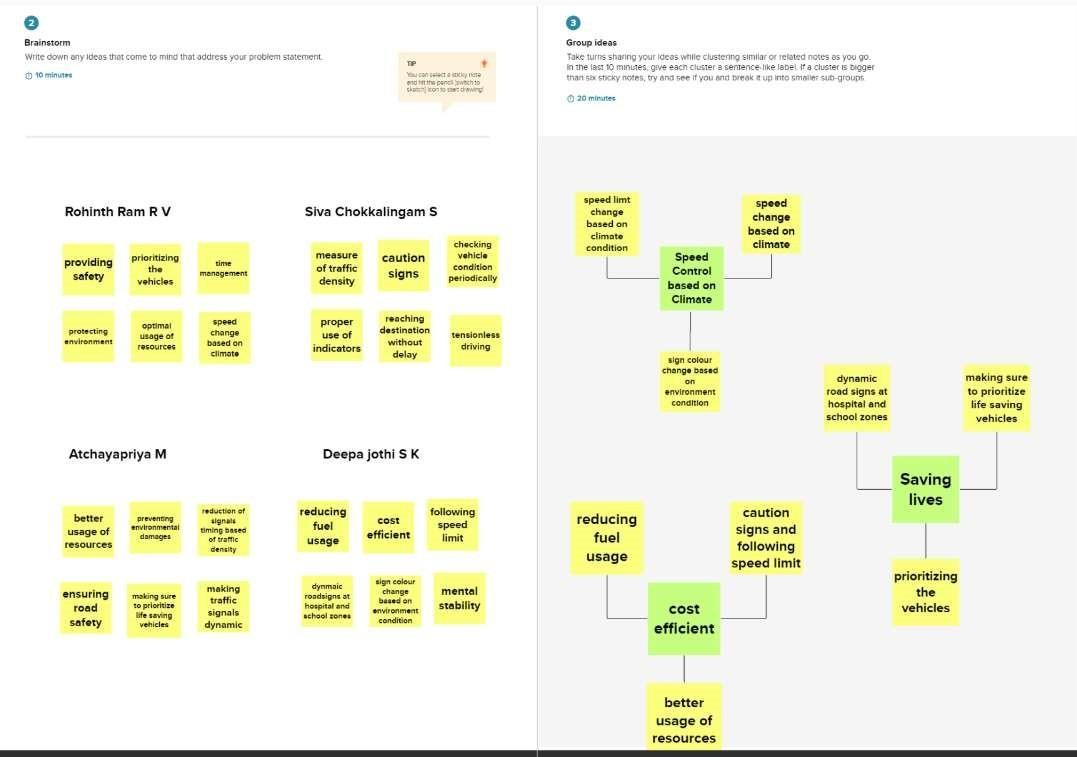 2
Brainstorm
Write down any ideas that come to mind that address your problem statement.
10 minutes
TIP
You can select a sticky note
and hit the pencil [switch to
sketch] icon to start drawing!
Rohinth Ram R V
providing
safety
prioritizing
the
vehicles
time
management
protecting
environment
optimal
usage of
resources
speed
change
based on
climate
Siva Chokkalingam S
measure
of traffic
density
caution
signs
checking
vehicle
condition
periodically
proper
use of
indicators
reaching
destination
without
delay
tensionless
driving
Atchayapriya M
better
usage of
resources
preventing
environmental
damages
reduction of
signals
timing based
of traffic
density
ensuring
road
safety
making sure
to prioritize
life saving
vehicles
making
traffic
signals
dynamic
Deepa jothi S K
reducing
fuel
usage
cost
efficient
following
speed
limit
dynmaic
roadsigns at
hospital and
school zones
sign colour
change
based on
environment
condition
mental
stability
3
Group ideas
Take turns sharing your ideas while clustering similar or related notes as you go.
In the last 10 minutes, give each cluster a sentence-like label. If a cluster is bigger
than six sticky notes, try and see if you and break it up into smaller sub-groups.
20 minutes
speed limt
change
based on
climate
condition
speed
change
based on
climate
Speed
Control
based on
Climate
sign colour
change based
on
environment
condition
dynamic
road signs at
hospital and
school zones
making sure
to prioritize
life saving
vehicles
Saving
lives
prioritizing
the
vehicles
reducing
fuel
usage
caution
signs and
following
speed limit
cost
efficient
better
usage of
resources